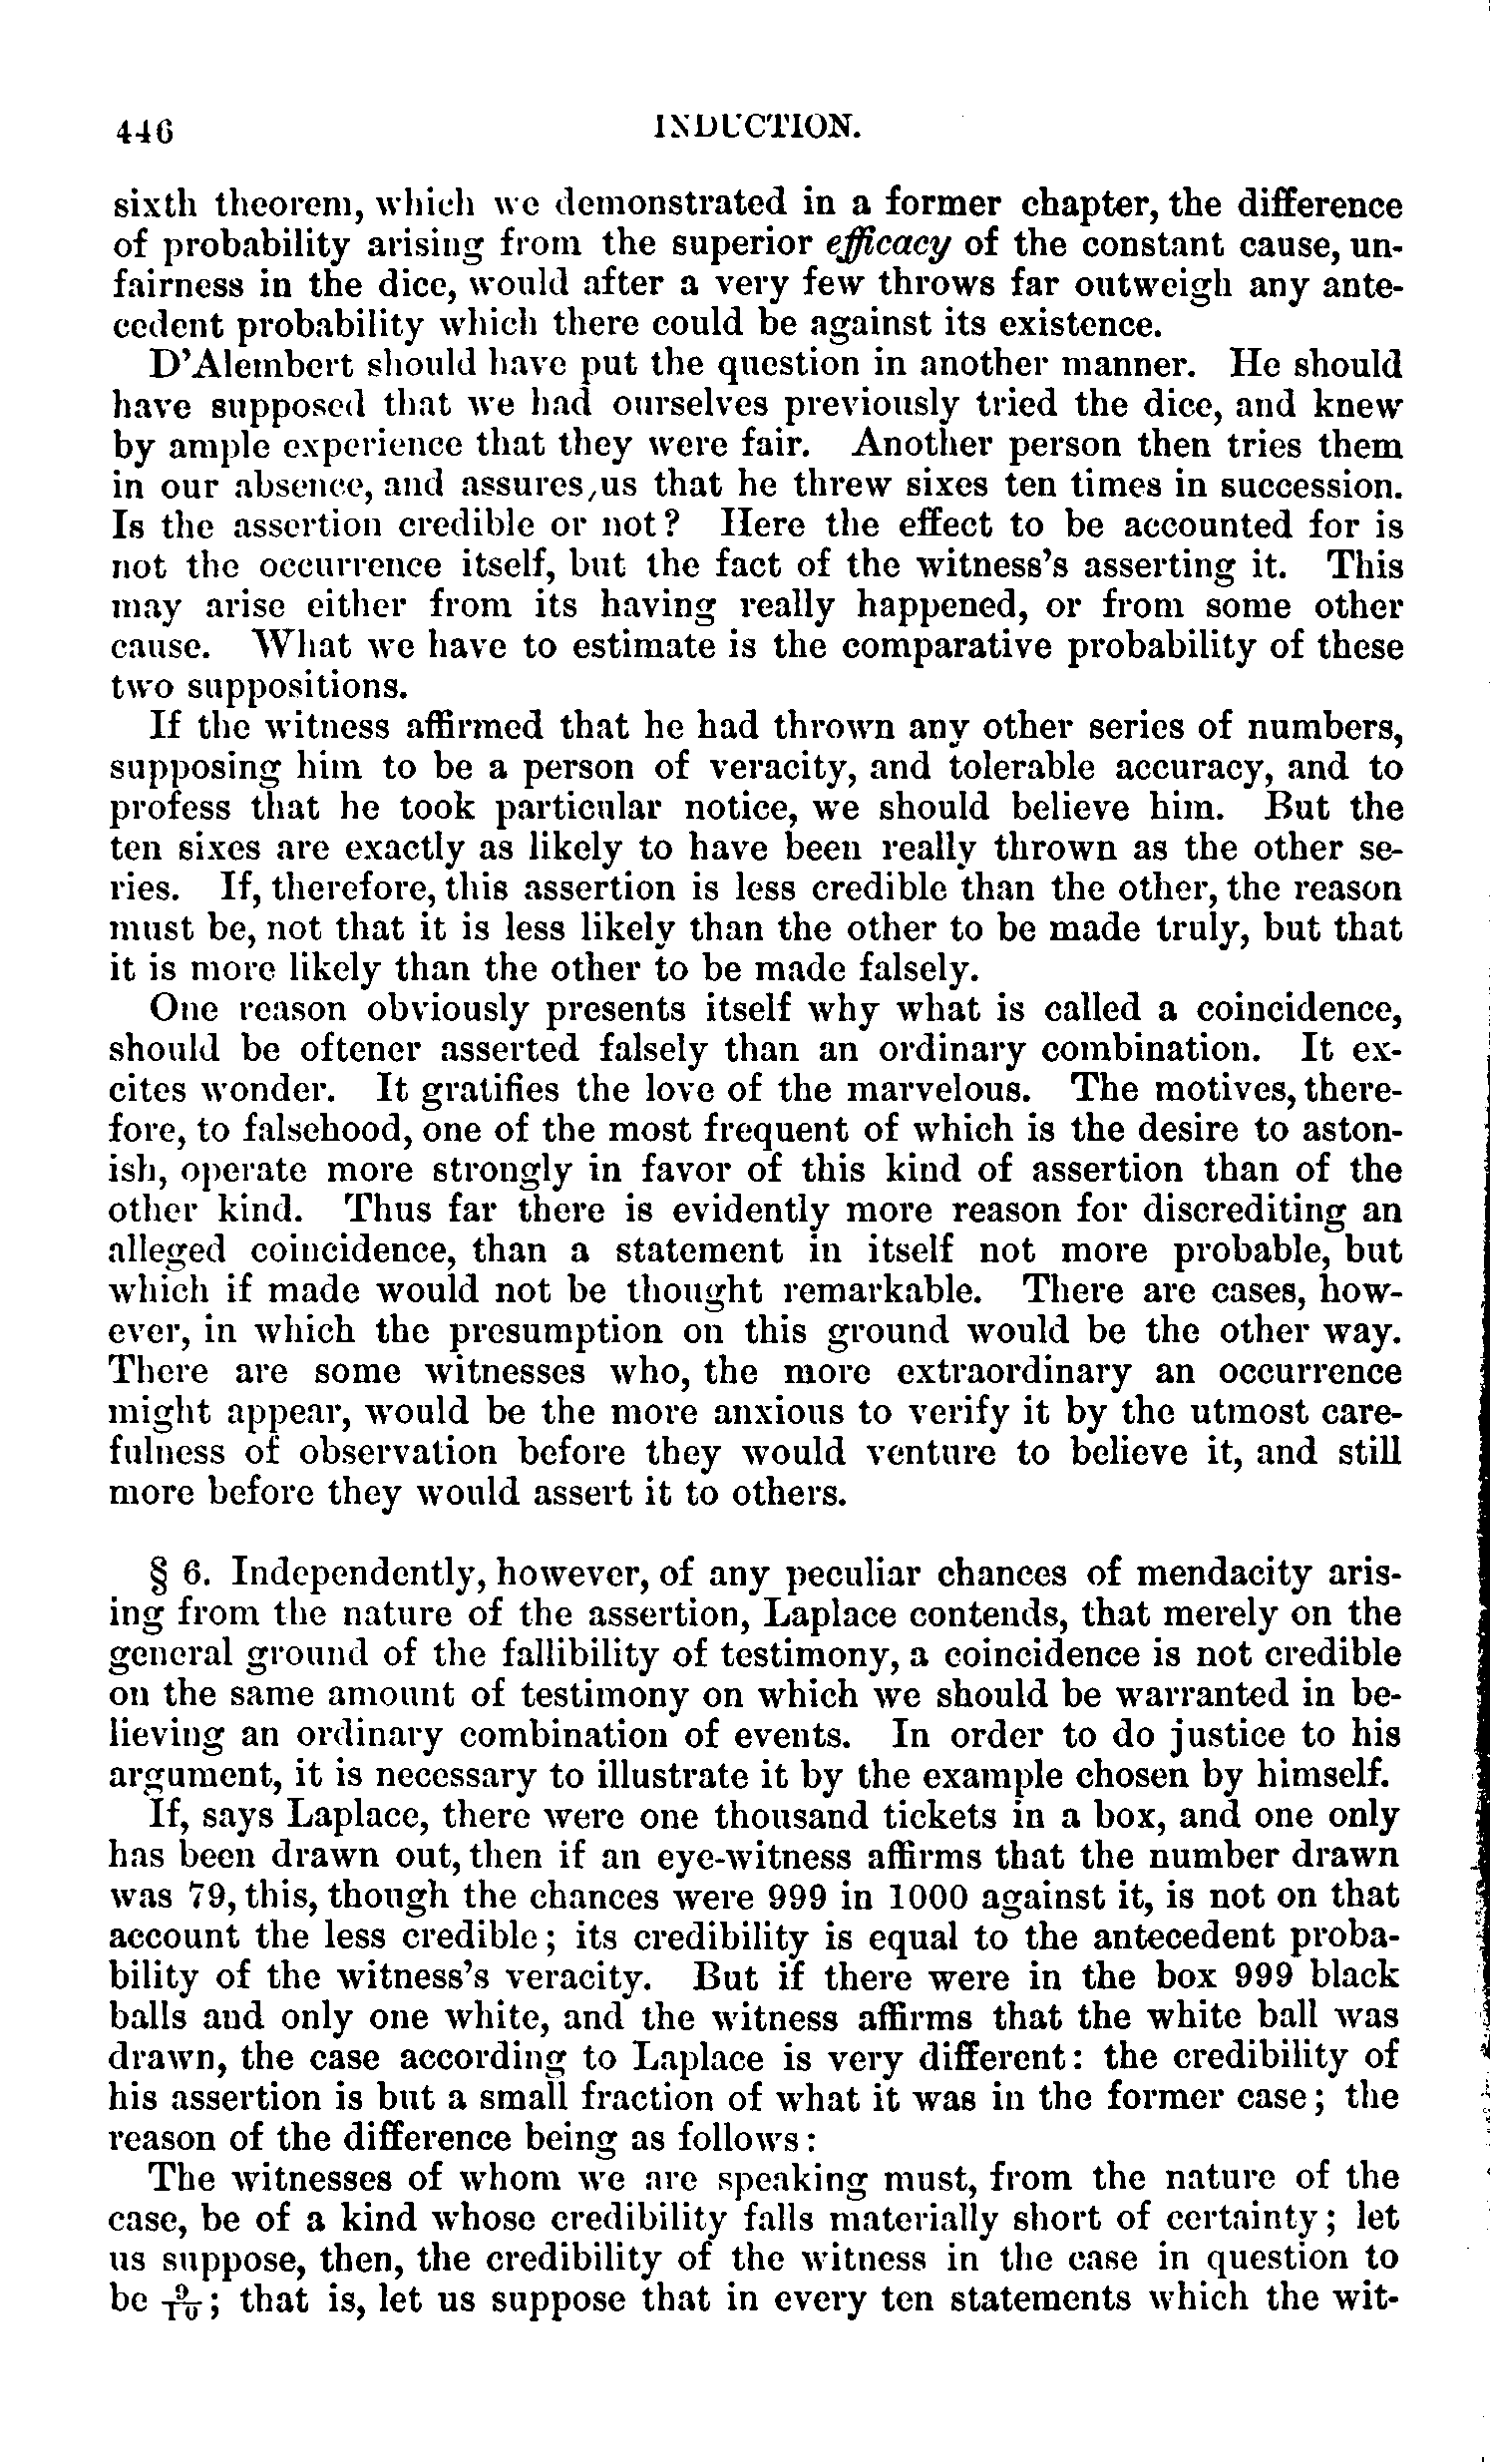 446 INDUCTION.
sixth theorem, which we demonstrated in a former chapter, the difference
of probability arising from the superior efficacy of the constant cause, un-
fairness in the dice, would after a very few throws far outweigh any ante-
cedent probability which there could be against its existence.
D'Alembert should have put the question in another manner. He should
have supposed that we had ourselves previously tried the dice, and knew
by ample experience that they were fair. Another person then tries them
in our absence, and assures us that he threw sixes ten times in succession.
Is the assertion credible or not? Here the effect to be accounted for is
not the occurrence itself, but the fact of the witness's asserting it. This
may arise either from its having really happened, or from some other
cause. What we have to estimate is the comparative probability of these
two suppositions.
If the witness affirmed that he had thrown any other series of numbers,
supposing him to be a person of veracity, and tolerable accuracy, and to
profess that he took particular notice, we should believe him. But the
ten sixes are exactly as likely to have been really thrown as the other se-
ries. If, therefore, this assertion is less credible than the other, the reason
must be, not that it is less likely than the other to be made truly, but that
it is more likely than the other to be made falsely.
One reason obviously presents itself why what is called a coincidence,
should be oftener asserted falsely than an ordinary combination. It ex-
cites wonder. It gratifies the love of the marvelous. The motives, there-
fore, to falsehood, one of the most frequent of which is the desire to aston-
ish, operate more strongly in favor of this kind of assertion than of the
other kind. Thus far there is evidently more reason for discrediting an
alleged coincidence, than a statement in itself not more probable, but
which if made would not be thought remarkable. There are cases, how-
ever, in which the presumption on this ground would be the other way.
There are some witnesses who, the more extraordinary an occurrence
might appear, would be the more anxious to verify it by the utmost care-
fulness of observation before they would venture to believe it, and still
more before they would assert it to others.
§ 6. Independently, however, of any peculiar chances of mendacity aris-
ing from the nature of the assertion, Laplace contends, that merely on the
general ground of the fallibility of testimony, a coincidence is not credible
on the same amount of testimony on which we should be warranted in be-
lieving an ordinary combination of events. In order to do justice to his
argument, it is necessary to illustrate it by the example chosen by himself.
If, says Laplace, there were one thousand tickets in a box, and one only
has been drawn out, then if an eye-witness affirms that the number drawn
was 79, this, though the chances were 999 in 1000 against it, is not on that
account the less credible; its credibility is equal to the antecedent proba-
bility of the witness's veracity. But if there were in the box 999 black
balls and only one white, and the witness affirms that the white ball was
drawn, the case according to Laplace is very different: the credibility of
his assertion is but a small fraction of what it was in the former case; the
reason of the difference being as follows:
The witnesses of whom we are speaking must, from the nature of the
case, be of a kind whose credibility falls materially short of certainty; let
us suppose, then, the credibility of the witness in the case in question to
be 9/10; that is, let us suppose that in every ten statements which the wit-